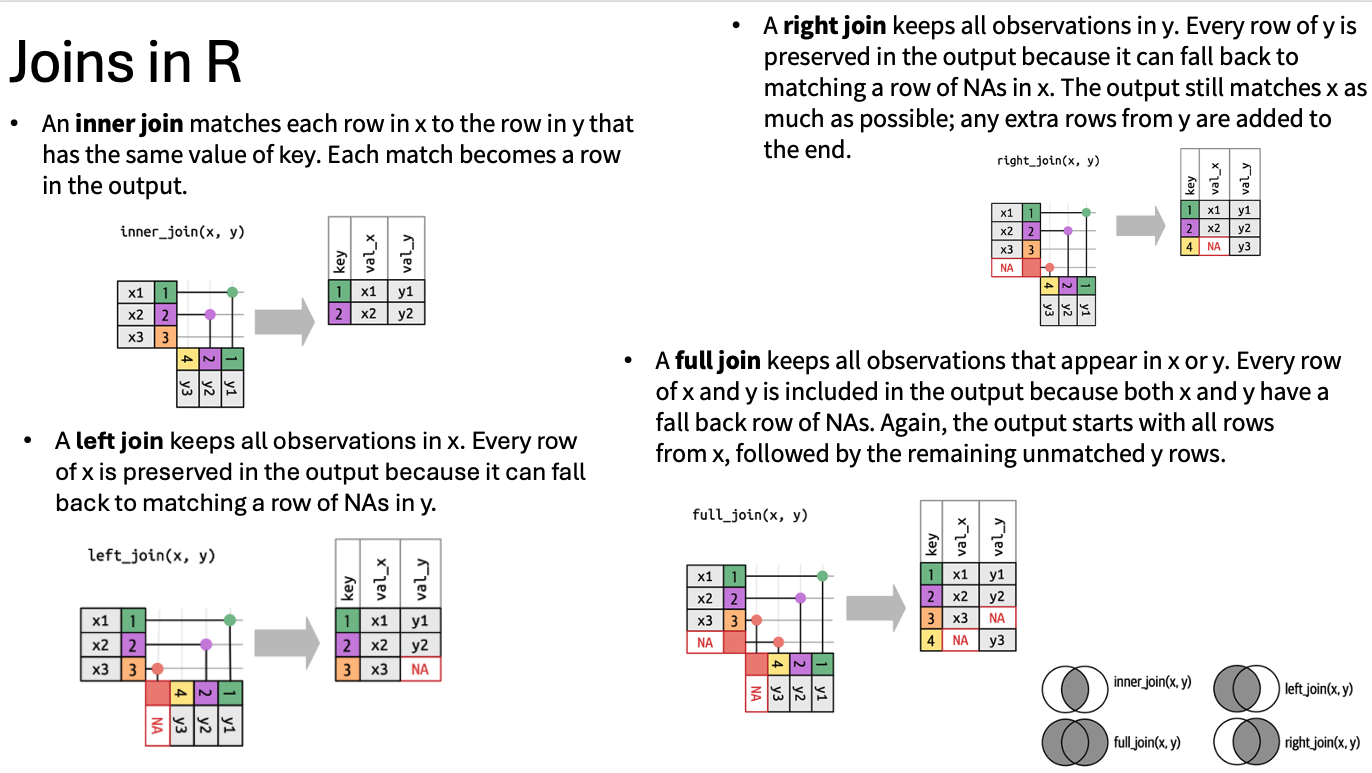 Joins in R
• An inner join matches each row in x to the row in y that
has the same value of key. Each match becomes a row
in the output.
inner_join(x, y)
key val_x val_y
1 x1 y1
2 x2 y2
x1 1
x2 2
x3 3
4 2 1
y3 y2 y1
• A left join keeps all observations in x. Every row
of x is preserved in the output because it can fall
back to matching a row of NAs in y.
left_join(x, y)
key val_x val_y
1 x1 y1
2 x2 y2
3 x3 NA
x1 1
x2 2
x3 3
4 2 1
NA y3 y2 y1
• A right join keeps all observations in y. Every row of y is
preserved in the output because it can fall back to
matching a row of NAs in x. The output still matches x as
much as possible; any extra rows from y are added to
the end.
right_join(x, y)
key val_x val_y
1 x1 y1
2 x2 y2
4 NA y3
x1 1
x2 2
x3 3
NA
4 2 1
y3 y2 y1
• A full join keeps all observations that appear in x or y. Every row
of x and y is included in the output because both x and y have a
fall back row of NAs. Again, the output starts with all rows
from x, followed by the remaining unmatched y rows.
full_join(x, y)
key val_x val_y
1 x1 y1
2 x2 y2
3 x3 NA
4 NA y3
x1 1
x2 2
x3 3
NA
4 2 1
NA y3 y2 y1
inner_join(x, y)
left_join(x, y)
full_join(x, y)
right_join(x, y)